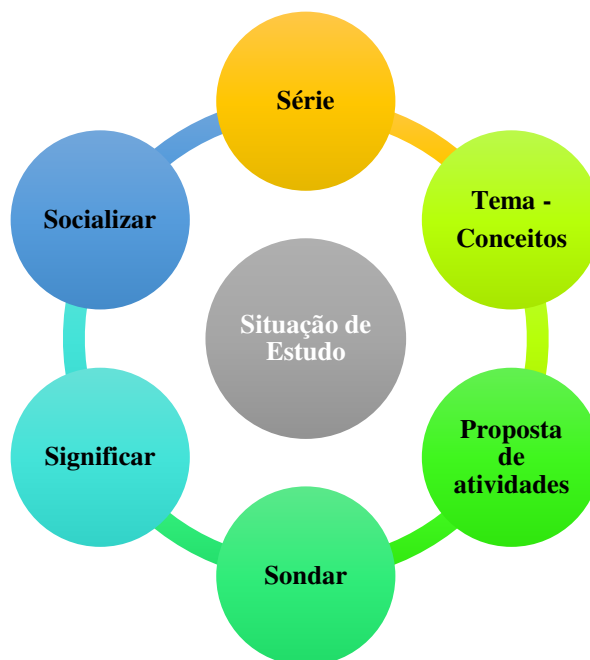 Série
Tema -
Conceitos
Proposta
de
atividades
Sondar
Significar
Socializar
Situação de
Estudo